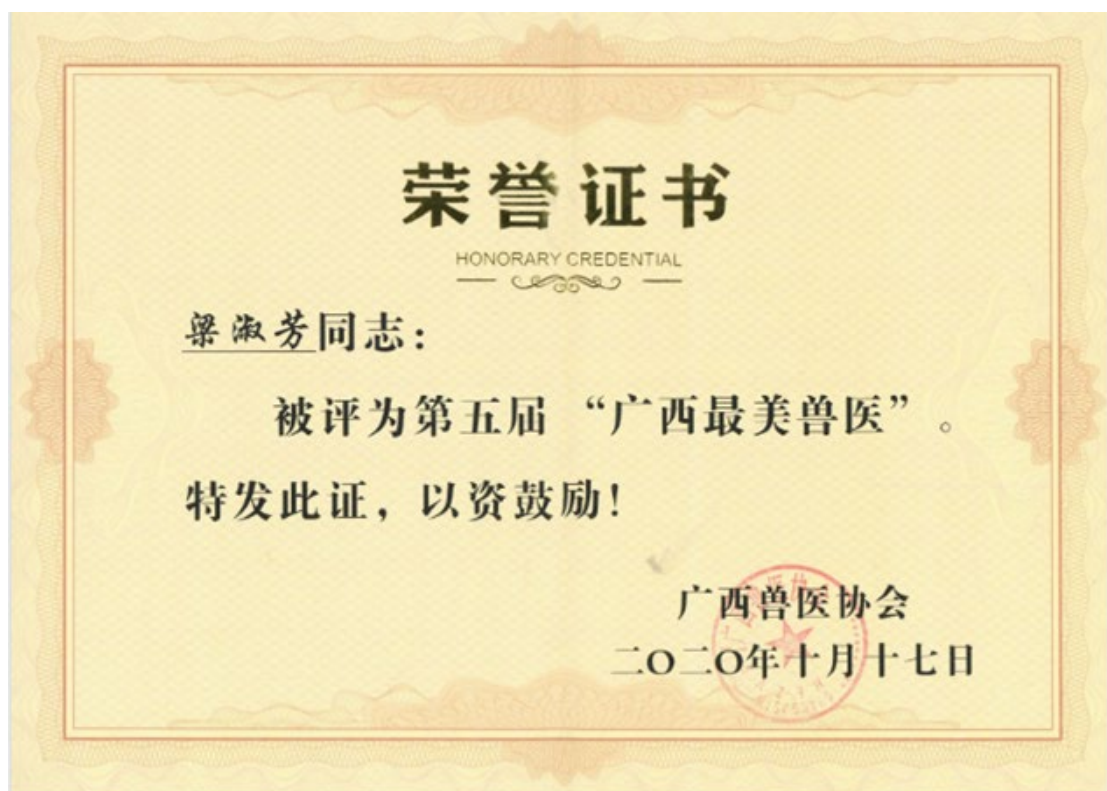 荣誉证书
HONORARY CREDENTIAL
梁淑芳同志：
被评为第五届“广西最美兽医”。
特发此证，以资鼓励！
广西兽医协会
二〇二〇年十月十七日